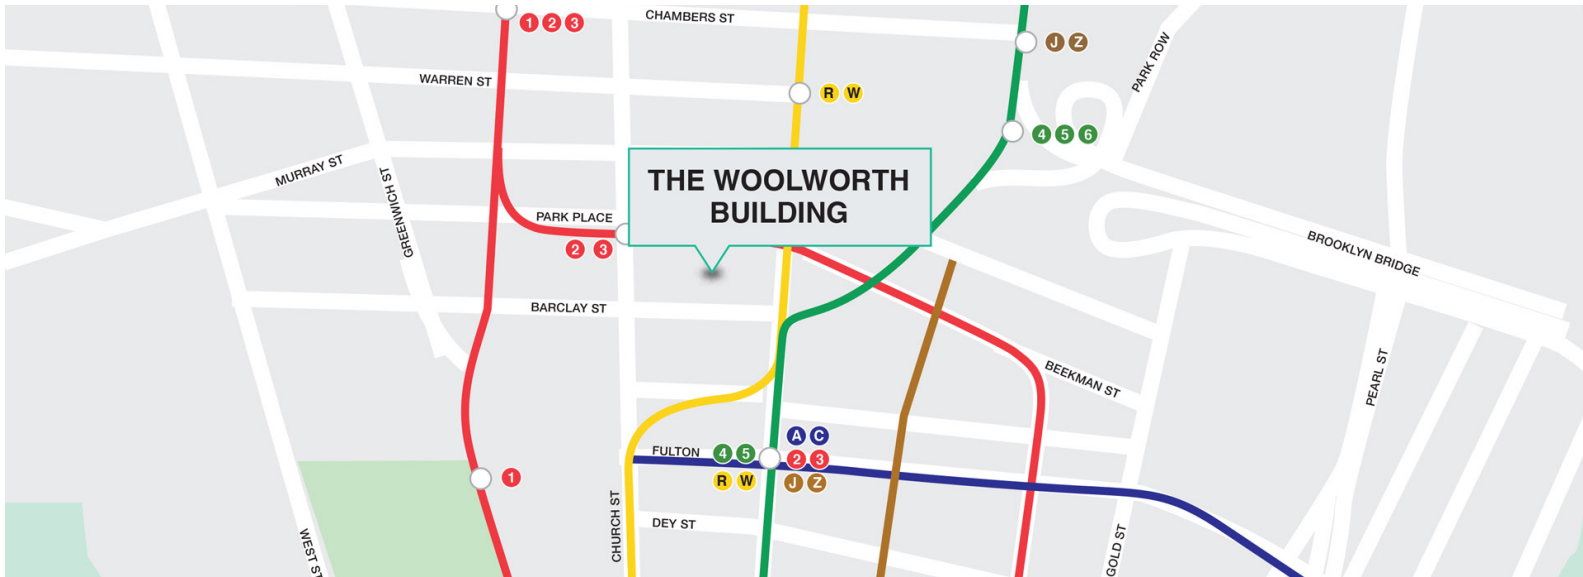 CHAMBERS ST
1 2 3
J Z
PARK ROW
WARREN ST
R W
4 5 6
MURRAY ST
GREENWICH ST
THE WOOLWORTH
BUILDING
PARK PLACE
2 3
BROOKLYN BRIDGE
BARCLAY ST
BEEKMAN ST
PEARL ST
A C
FULTON 4 5
2 3
R W
J Z
1
CHURCH ST
DEY ST
WEST ST
GOLD ST